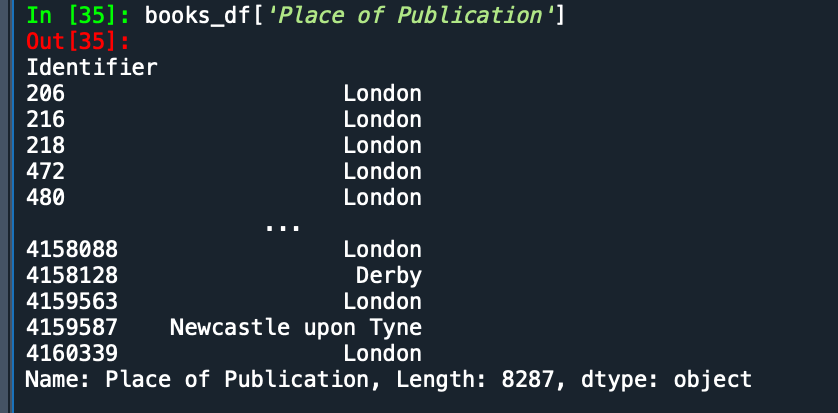 In [35]: books_df['Place of Publication']
Out[35]:
Identifier
206                     London
216                     London
218                     London
472                     London
480                     London
                  ...
4158088                 London
4158128                  Derby
4159563                 London
4159587    Newcastle upon Tyne
4160339                 London
Name: Place of Publication, Length: 8287, dtype: object